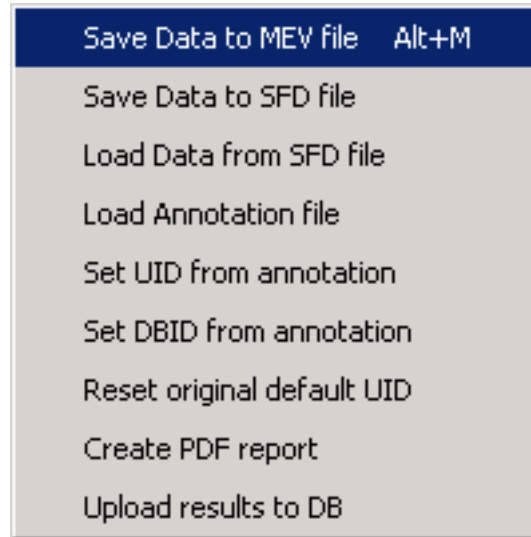 Save Data to MEV file Alt+M
Save Data to SFD file
Load Data from SFD file
Load Annotation file
Set UID from annotation
Set DBID from annotation
Reset original default UID
Create PDF report
Upload results to DB